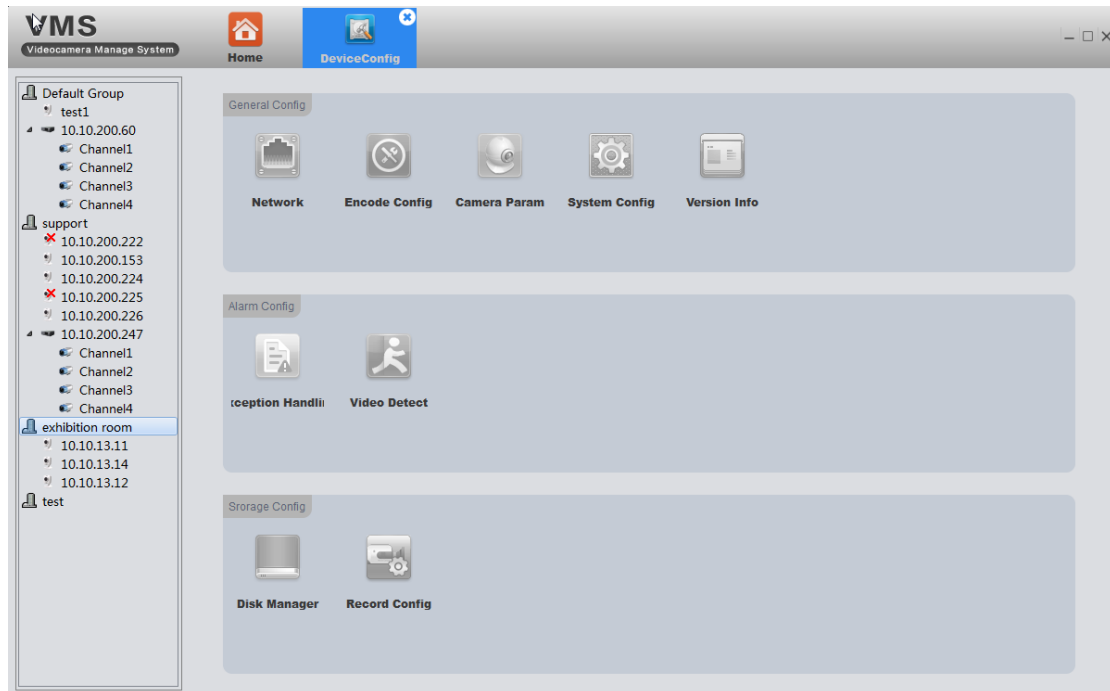 VMS
Videocamera Manage System
Home
DeviceConfig
Default Group
test1
10.10.200.60
Channel1
Channel2
Channel3
Channel4
support
10.10.200.222
10.10.200.153
10.10.200.224
10.10.200.225
10.10.200.226
10.10.200.247
Channel1
Channel2
Channel3
Channel4
exhibition room
10.10.13.11
10.10.13.14
10.10.13.12
test
General Config
Network Encode Config Camera Param System Config Version Info
Alarm Config
xception Handlin Video Detect
Srorage Config
Disk Manager Record Config